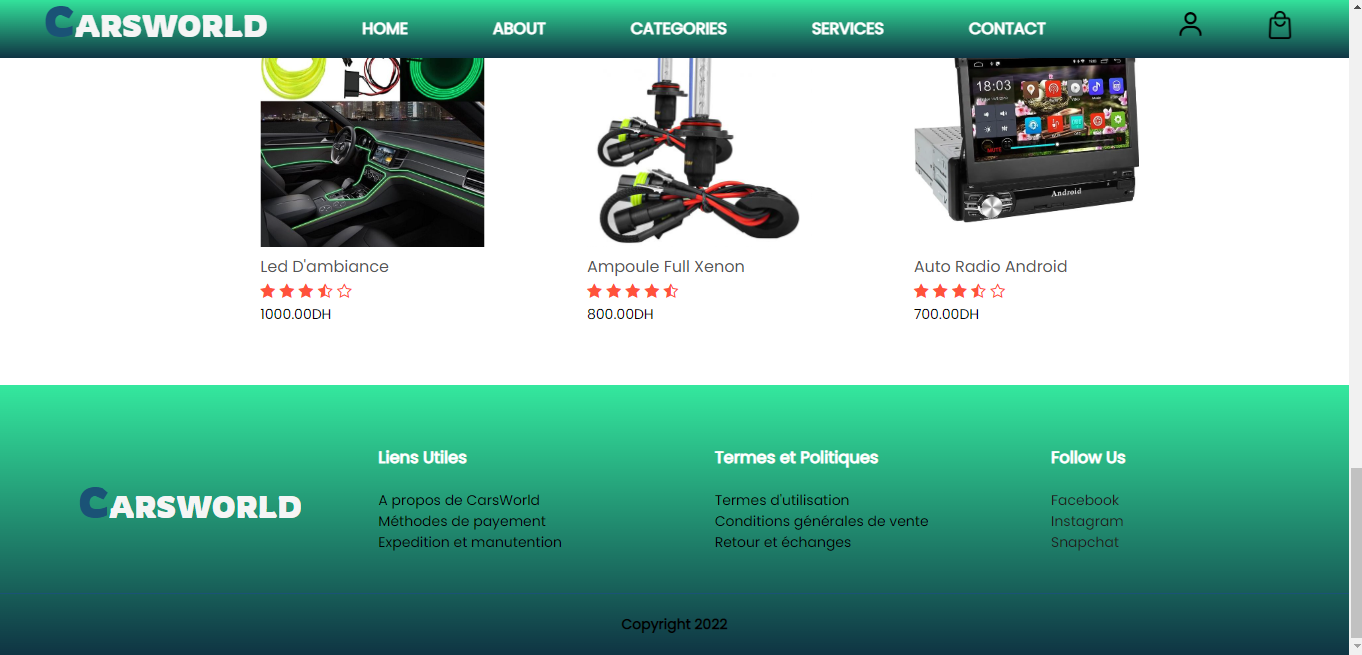 CARSWORLD
HOME
ABOUT
CATEGORIES
SERVICES
CONTACT
18:03
Android
Led D'ambiance
Ampoule Full Xenon
Auto Radio Android
1000.00DH
800.00DH
700.00DH
CARSWORLD
Liens Utiles
A propos de CarsWorld
Méthodes de payement
Expedition et manutention
Termes et Politiques
Termes d'utilisation
Conditions générales de vente
Retour et échanges
Follow Us
Facebook
Instagram
Snapchat
Copyright 2022